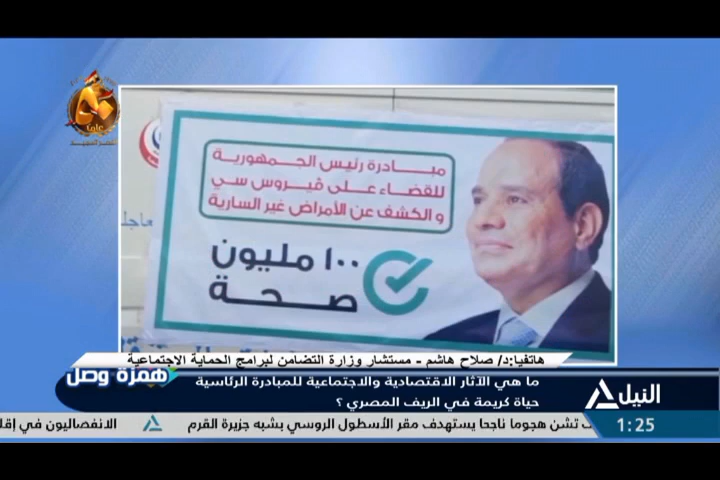 مبادرة رئيس الجمهورية
للقضاء على ڤيروس سي
و الكشف عن الأمراض غير السارية
١٠٠ مليون
صحة
هاتفيا:د/ صلاح هاشم - مستشار وزارة التضامن لبرامج الحماية الاجتماعية
همزة وصل
ما هي الآثار الاقتصادية والاجتماعية للمبادرة الرئاسية
حياة كريمة في الريف المصري ؟
النيل
1:25
تشن هجوما ناجحا يستهدف مقر الأسطول الروسي بشبه جزيرة القرم
الانفصاليون في